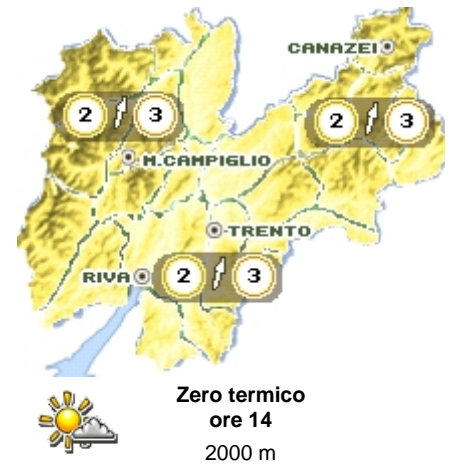 CANAZEI
2 3
2 3
M.CAMPIGLIO
TRENTO
RIVA
2 3
Zero termico
ore 14
2000 m